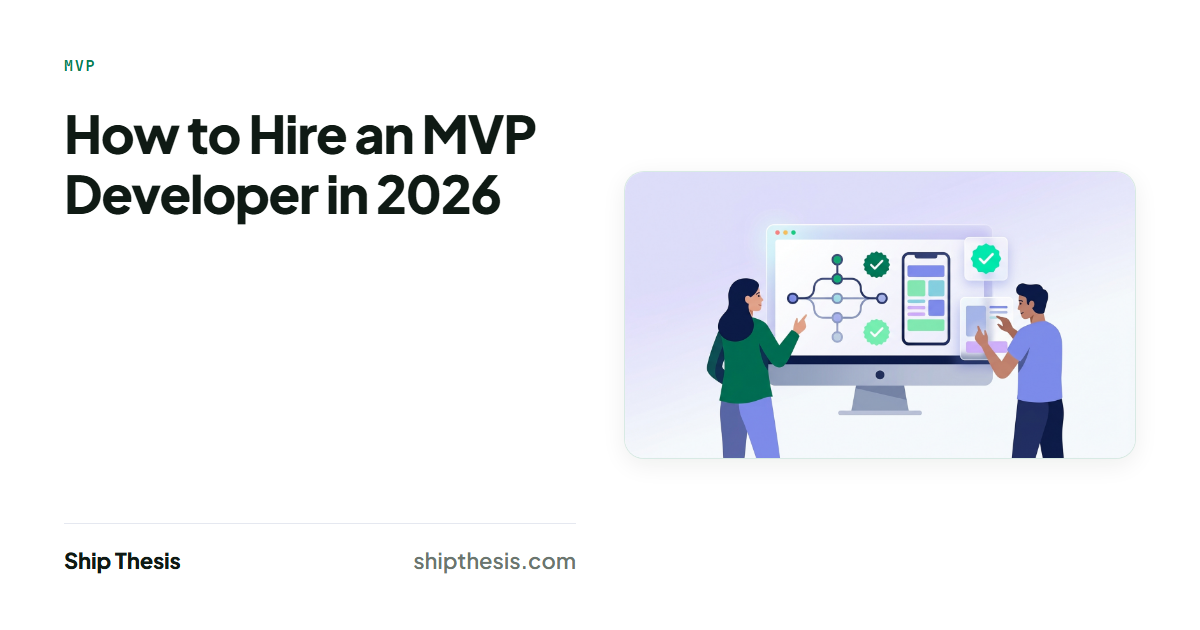 MVP
How to Hire an MVP
Developer in 2026
Ship Thesis
shipthesis.com